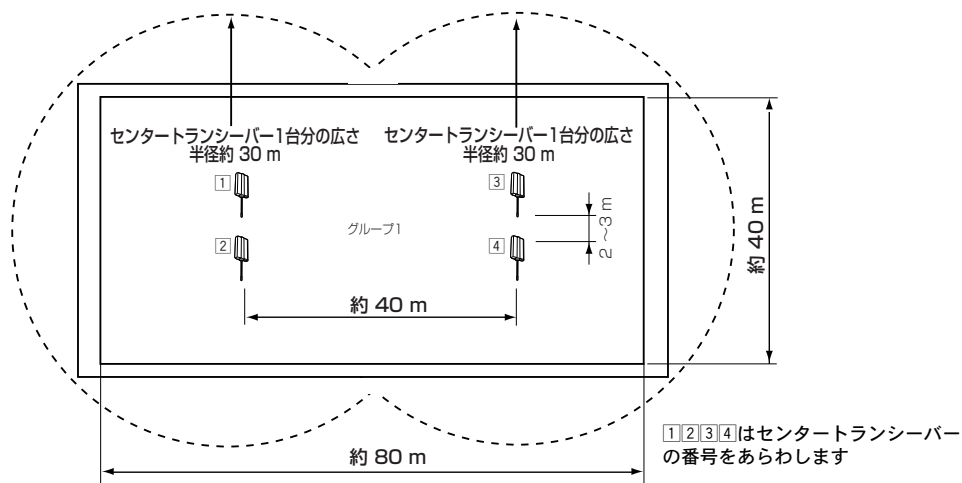 センタートランシーバー1台分の広さ
半径約 30 m
センタートランシーバー1台分の広さ
半径約 30 m
1
3
2
グループ1
4
2～3 m
約 40 m
約 40 m
約 80 m
1234はセンタートランシーバー
の番号をあらわします